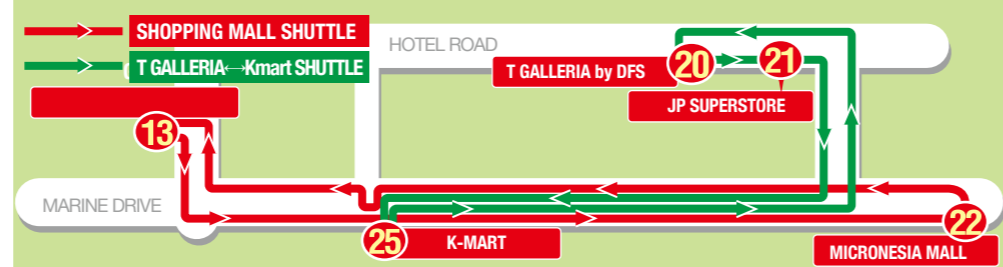 SHOPPING MALL SHUTTLE
HOTEL ROAD
T GALLERIA↔Kmart SHUTTLE
T GALLERIA by DFS
20
21
JP SUPERSTORE
13
MARINE DRIVE
25
K-MART
22
MICRONESIA MALL